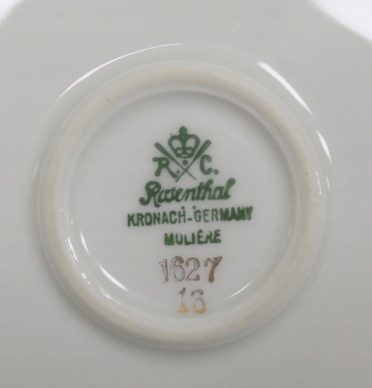 R. C.
Rosenthal
KRONACH-GERMANY
MOLIÈRE
1627
13